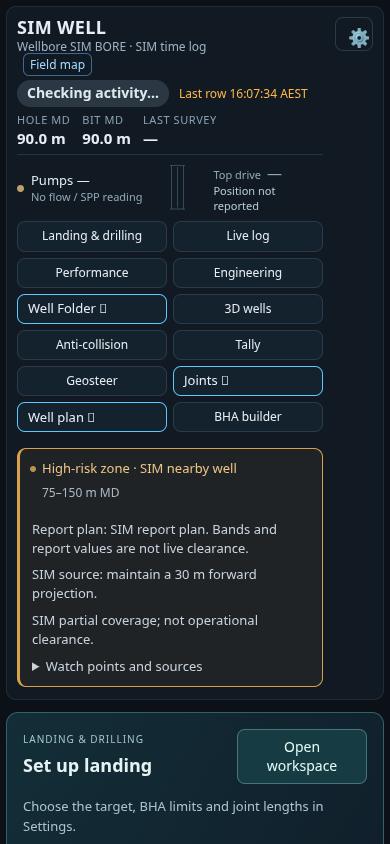 SIM WELL
Wellbore SIM BORE · SIM time log
Field map
Checking activity...
Last row 16:07:34 AEST
HOLE MD BIT MD LAST SURVEY
90.0 m 90.0 m —
Pumps —
No flow / SPP reading
Top drive —
Position not
reported
Landing & drilling
Live log
Performance
Engineering
Well Folder
3D wells
Anti-collision
Tally
Geosteer
Joints
Well plan
BHA builder
High-risk zone · SIM nearby well
75–150 m MD
Report plan: SIM report plan. Bands and
report values are not live clearance.
SIM source: maintain a 30 m forward
projection.
SIM partial coverage; not operational
clearance.
▶ Watch points and sources
LANDING & DRILLING
Set up landing
Open
workspace
Choose the target, BHA limits and joint lengths in
Settings.